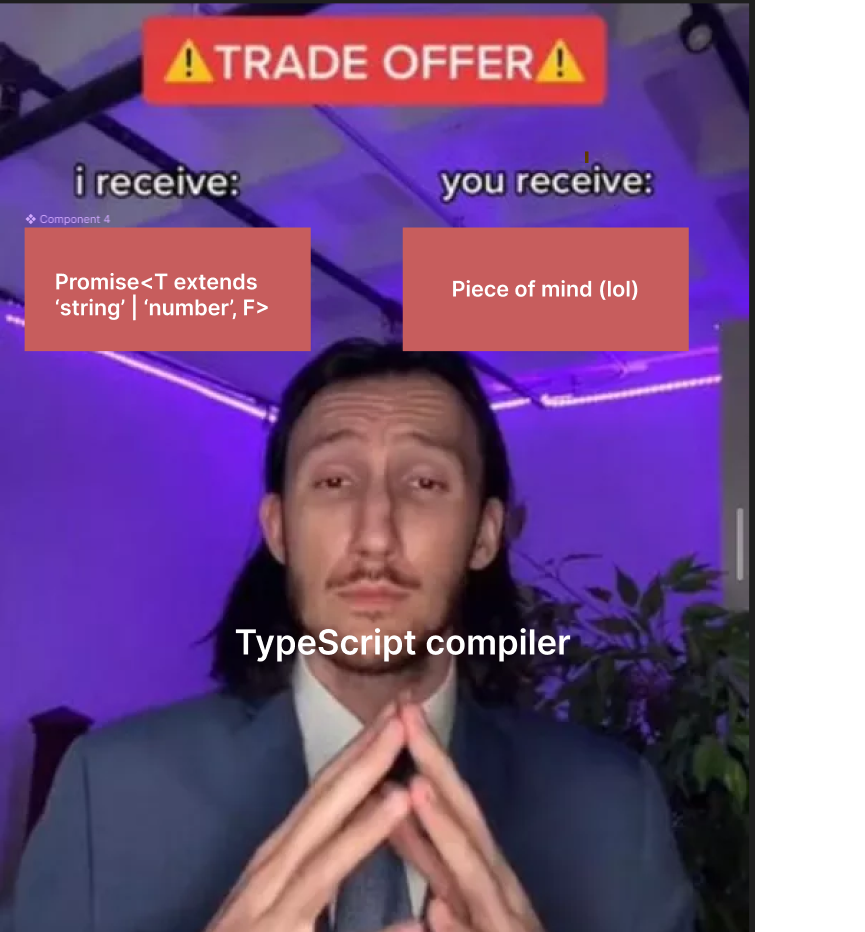 ⚠️TRADE OFFER⚠️
i receive:
you receive:
Component 4
Promise<T extends
‘string’ | ‘number’, F>
Piece of mind (lol)
TypeScript compiler